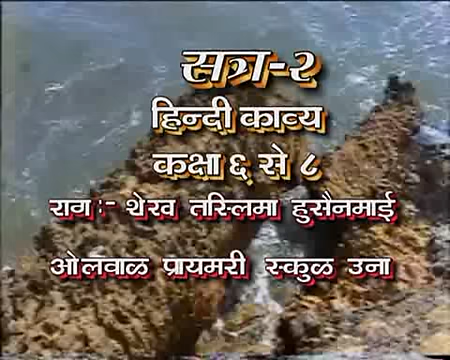 सत्र-२
हिन्दी काव्य
कक्षा ६ से ८
राग :- शेख तस्लिमा हुसैनमाई
ओलवाळ प्रायमरी स्कुळ उना